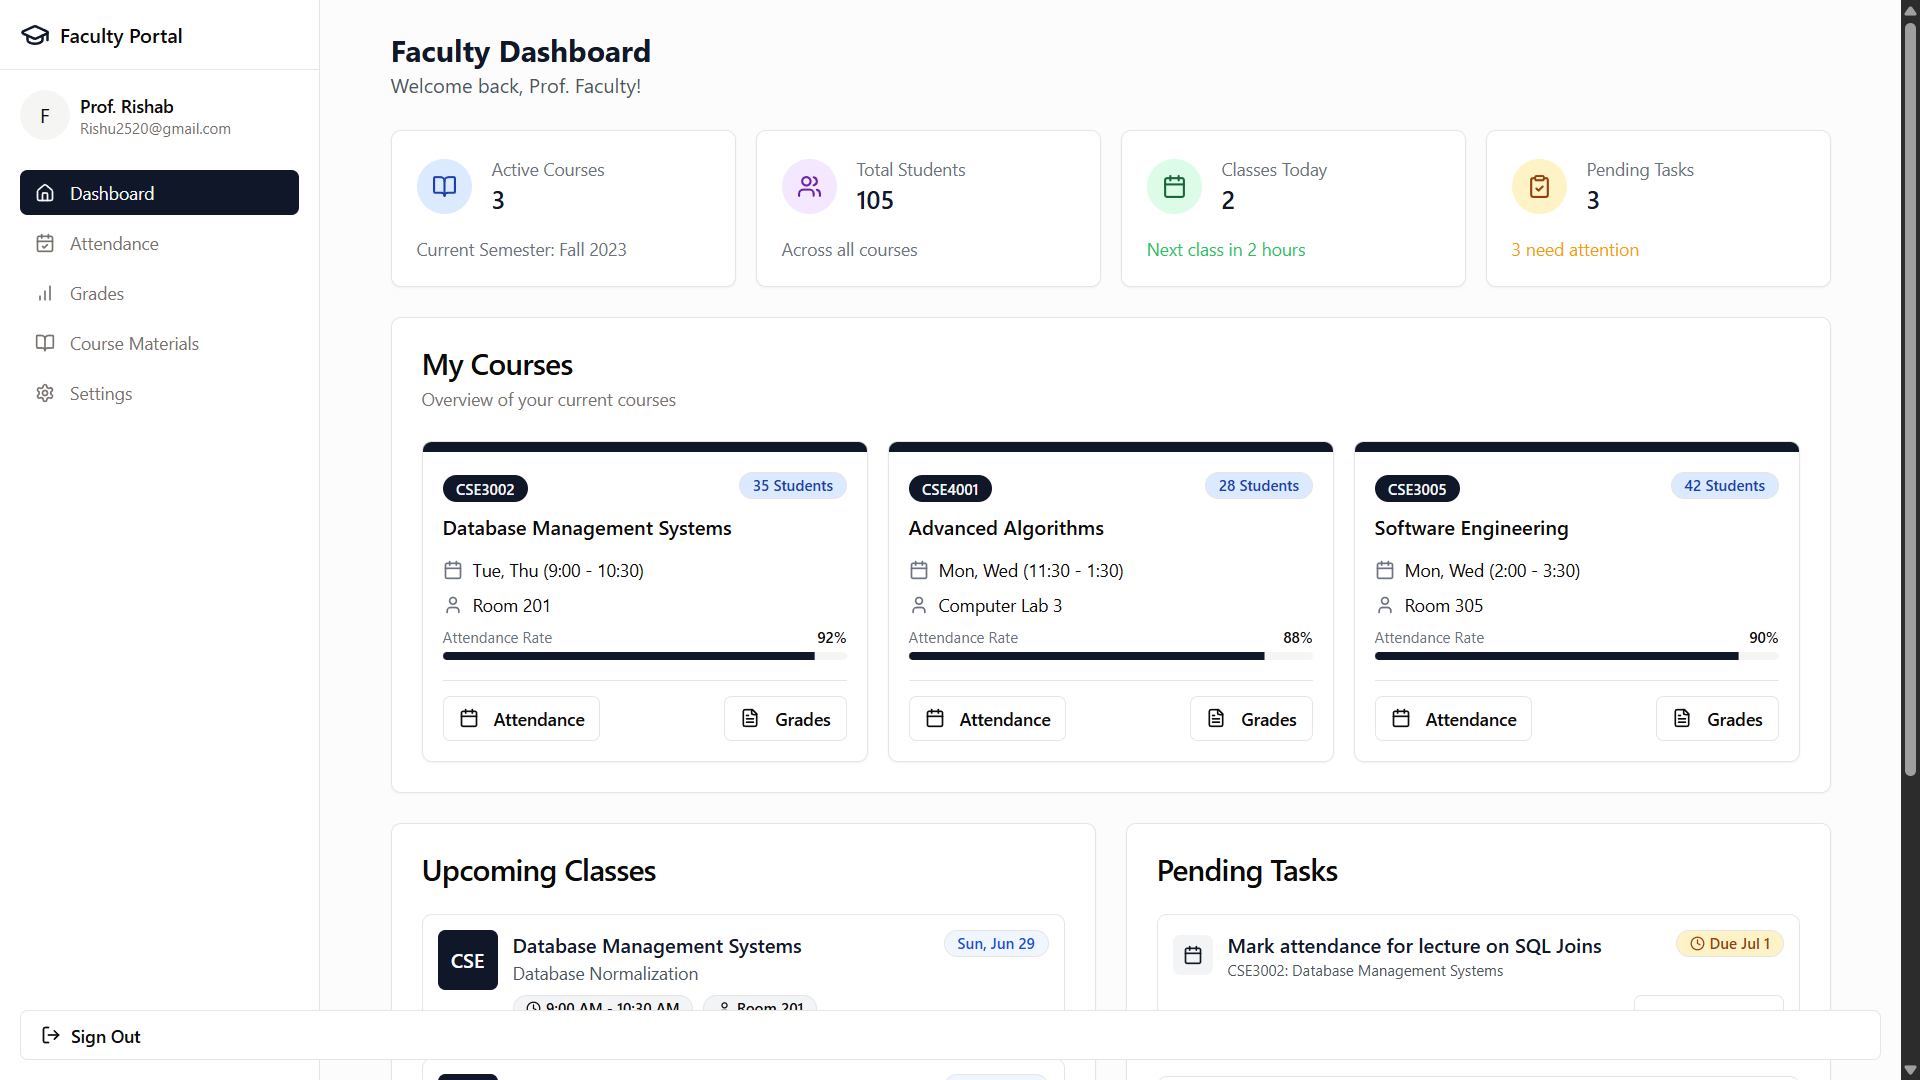 Faculty Portal
F
Prof. Rishab
Rishu2520@gmail.com
Dashboard
Attendance
Grades
Course Materials
Settings
Sign Out
Faculty Dashboard
Welcome back, Prof. Faculty!
Active Courses
3
Current Semester: Fall 2023
Total Students
105
Across all courses
Classes Today
2
Next class in 2 hours
Pending Tasks
3
3 need attention
My Courses
Overview of your current courses
CSE3002
35 Students
Database Management Systems
Tue, Thu (9:00 - 10:30)
Room 201
Attendance Rate 92%
Attendance Grades
CSE4001
28 Students
Advanced Algorithms
Mon, Wed (11:30 - 1:30)
Computer Lab 3
Attendance Rate 88%
Attendance Grades
CSE3005
42 Students
Software Engineering
Mon, Wed (2:00 - 3:30)
Room 305
Attendance Rate 90%
Attendance Grades
Upcoming Classes
CSE
Database Management Systems
Sun, Jun 29
Database Normalization
9:00 AM - 10:30 AM Room 201
Pending Tasks
Mark attendance for lecture on SQL Joins
Due Jul 1
CSE3002: Database Management Systems